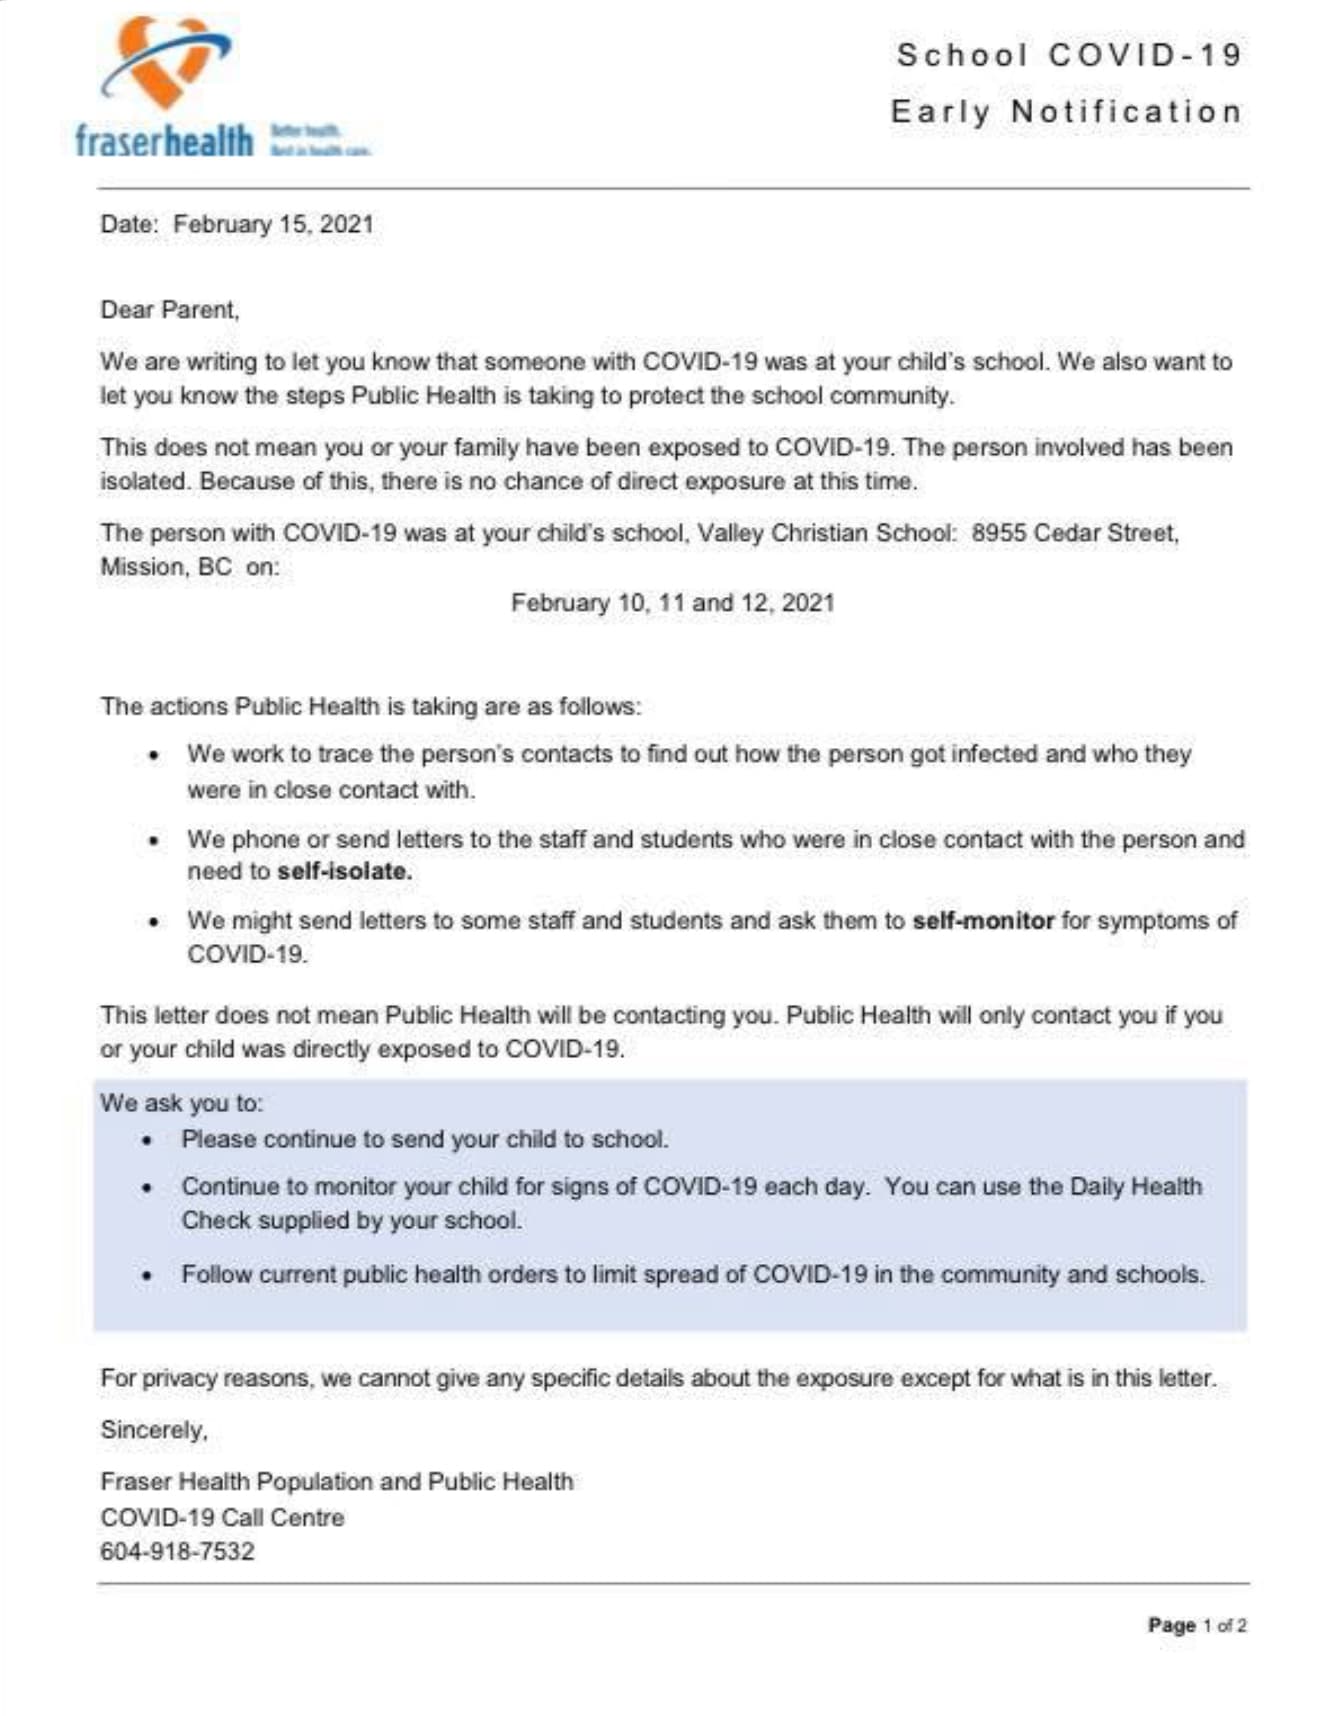 School COVID-19
Early Notification
fraserhealth
Better health.
Best in health care.
Date: February 15, 2021
Dear Parent,
We are writing to let you know that someone with COVID-19 was at your child's school. We also want to
let you know the steps Public Health is taking to protect the school community.
This does not mean you or your family have been exposed to COVID-19. The person involved has been
isolated. Because of this, there is no chance of direct exposure at this time.
The person with COVID-19 was at your child's school, Valley Christian School: 8955 Cedar Street,
Mission, BC on:
February 10, 11 and 12, 2021
The actions Public Health is taking are as follows:
• We work to trace the person's contacts to find out how the person got infected and who they
were in close contact with.
• We phone or send letters to the staff and students who were in close contact with the person and
need to self-isolate.
• We might send letters to some staff and students and ask them to self-monitor for symptoms of
COVID-19.
This letter does not mean Public Health will be contacting you. Public Health will only contact you if you
or your child was directly exposed to COVID-19.
We ask you to:
• Please continue to send your child to school.
• Continue to monitor your child for signs of COVID-19 each day. You can use the Daily Health
Check supplied by your school.
• Follow current public health orders to limit spread of COVID-19 in the community and schools.
For privacy reasons, we cannot give any specific details about the exposure except for what is in this letter.
Sincerely,
Fraser Health Population and Public Health
COVID-19 Call Centre
604-918-7532
Page 1 of 2